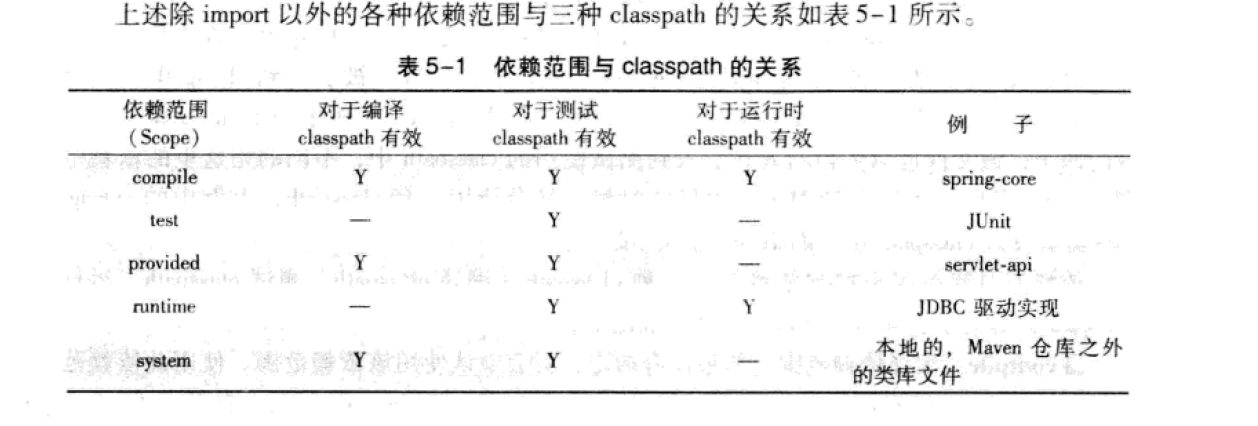 上述除 import 以外的各种依赖范围与三种 classpath 的关系如表 5-1 所示。
表 5-1 依赖范围与 classpath 的关系
依赖范围 对于编译 对于测试 对于运行时 例 子
(Scope) classpath 有效 classpath 有效 classpath 有效
compile Y Y Y spring-core
test — Y — JUnit
provided Y Y — servlet-api
runtime — Y Y JDBC 驱动实现
system Y Y — 本地的，Maven 仓库之外
的类库文件